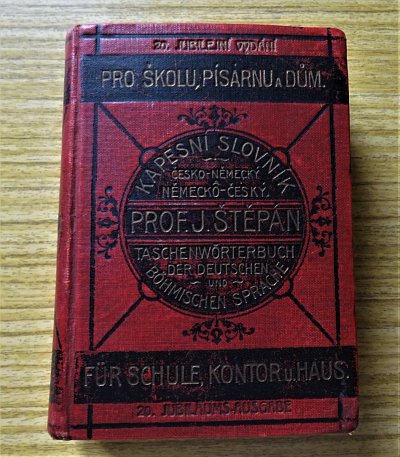 20. JUBILEJNÍ VYDÁNÍ
PRO ŠKOLU, PÍSÁRNU A DŮM.
KAPESNÍ SLOVNÍK
ČESKO-NĚMECKÝ
NĚMECKO-ČESKÝ.
PROF. J. ŠTĚPÁN
TASCHENWÖRTERBUCH
DER DEUTSCHEN
UND
BÖHMISCHEN SPRACHE
FÜR SCHULE, KONTOR U. HAUS.
20. JUBILÄUMS-AUSGABE